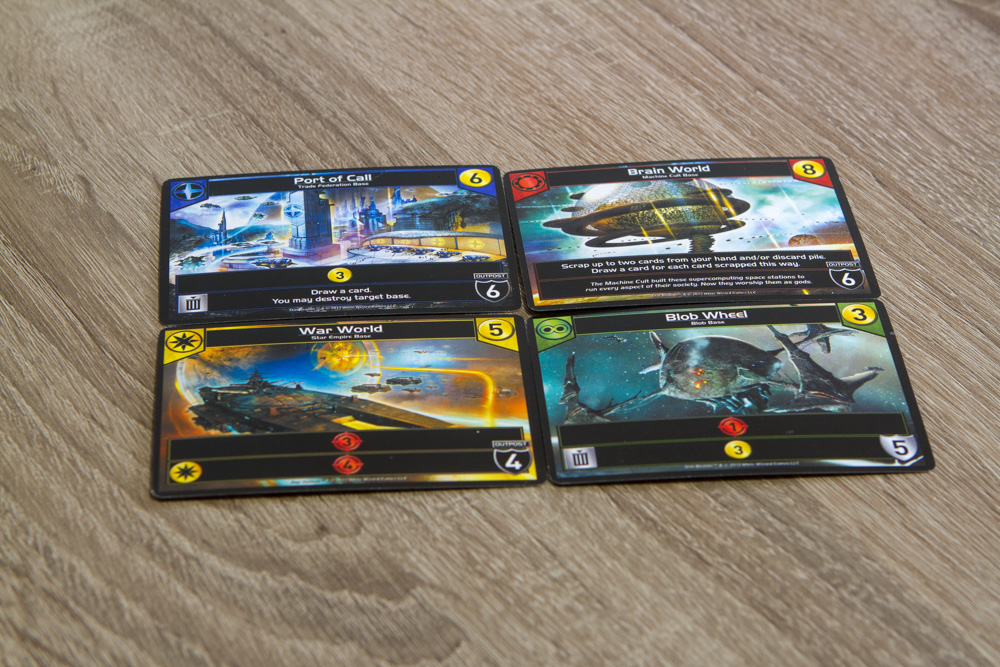 Port of Call
Trade Federation Base
6
3
Draw a card.
You may destroy target base.
OUTPOST
6
Brain World
Machine Cult Base
8
Scrap up to two cards from your hand and/or discard pile.
Draw a card for each card scrapped this way.
The Machine Cult built these supercomputing space stations to
run every aspect of their society. Now they worship them as gods.
OUTPOST
6
War World
Star Empire Base
5
3
4
OUTPOST
4
Blob Wheel
Blob Base
3
1
3
5